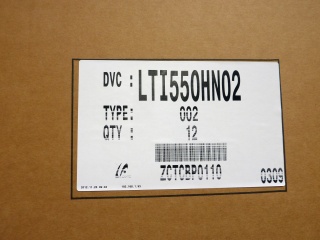 DVC : LTI550HN02
TYPE: 002
QTY : 12
ZCTCBP0110
0309